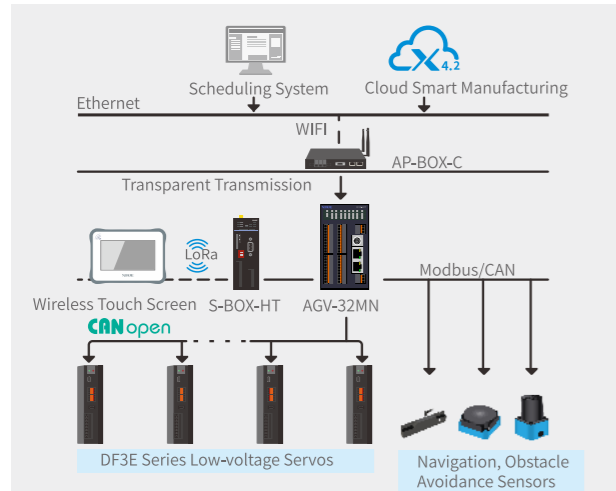 X 4.2
Scheduling System
Cloud Smart Manufacturing
Ethernet
WIFI
AP-BOX-C
Transparent Transmission
LoRa
Modbus/CAN
Wireless Touch Screen
S-BOX-HT
AGV-32MN
CANopen
DF3E Series Low-voltage Servos
Navigation, Obstacle
Avoidance Sensors